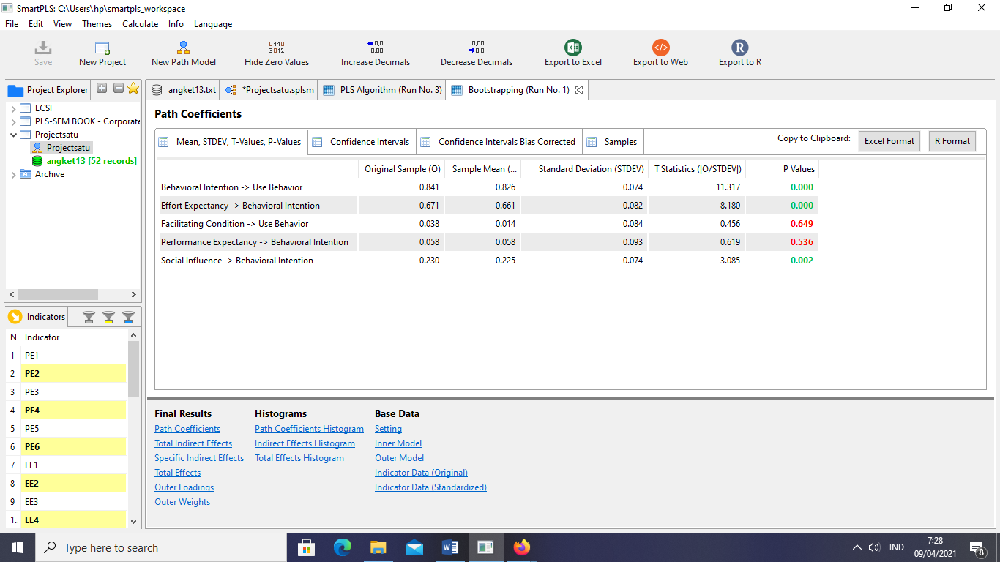 SmartPLS: C:\Users\hp\smartpls_workspace
File Edit View Themes Calculate Info Language
0110
3012
←0,0
0,00
0,00
→0,0
R
Save New Project New Path Model Hide Zero Values Increase Decimals Decrease Decimals Export to Excel Export to Web Export to R
Project Explorer
ECSI
PLS-SEM BOOK - Corporate
Projectsatu
Projectsatu
angket13 [52 records]
Archive
Indicators
N Indicator
1 PE1
2 PE2
3 PE3
4 PE4
5 PE5
6 PE6
7 EE1
8 EE2
9 EE3
1. EE4
angket13.txt *Projectsatu.splsm PLS Algorithm (Run No. 3) Bootstrapping (Run No. 1)
Path Coefficients
Mean, STDEV, T-Values, P-Values Confidence Intervals Confidence Intervals Bias Corrected Samples Copy to Clipboard: Excel Format R Format
Original Sample (O) Sample Mean (... Standard Deviation (STDEV) T Statistics (|O/STDEV|) P Values
Behavioral Intention -> Use Behavior 0.841 0.826 0.074 11.317 0.000
Effort Expectancy -> Behavioral Intention 0.671 0.661 0.082 8.180 0.000
Facilitating Condition -> Use Behavior 0.038 0.014 0.084 0.456 0.649
Performance Expectancy -> Behavioral Intention 0.058 0.058 0.093 0.619 0.536
Social Influence -> Behavioral Intention 0.230 0.225 0.074 3.085 0.002
Final Results Histograms Base Data
Path Coefficients Path Coefficients Histogram Setting
Total Indirect Effects Indirect Effects Histogram Inner Model
Specific Indirect Effects Total Effects Histogram Outer Model
Total Effects Indicator Data (Original)
Outer Loadings Indicator Data (Standardized)
Outer Weights
Type here to search
IND
7:28
09/04/2021
8